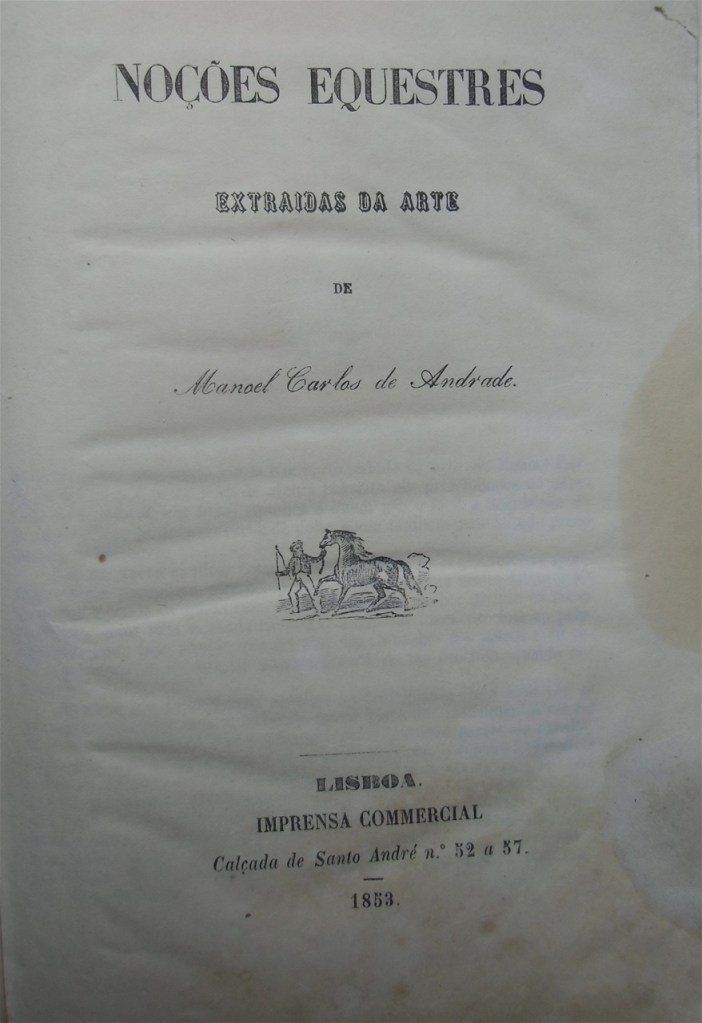 NOÇÕES EQUESTRES
EXTRAIDAS DA ARTE
DE
Manoel Carlos de Andrade.
LISBOA.
IMPRENSA COMMERCIAL
Calçada de Santo André n.º 52 a 57.
1853.